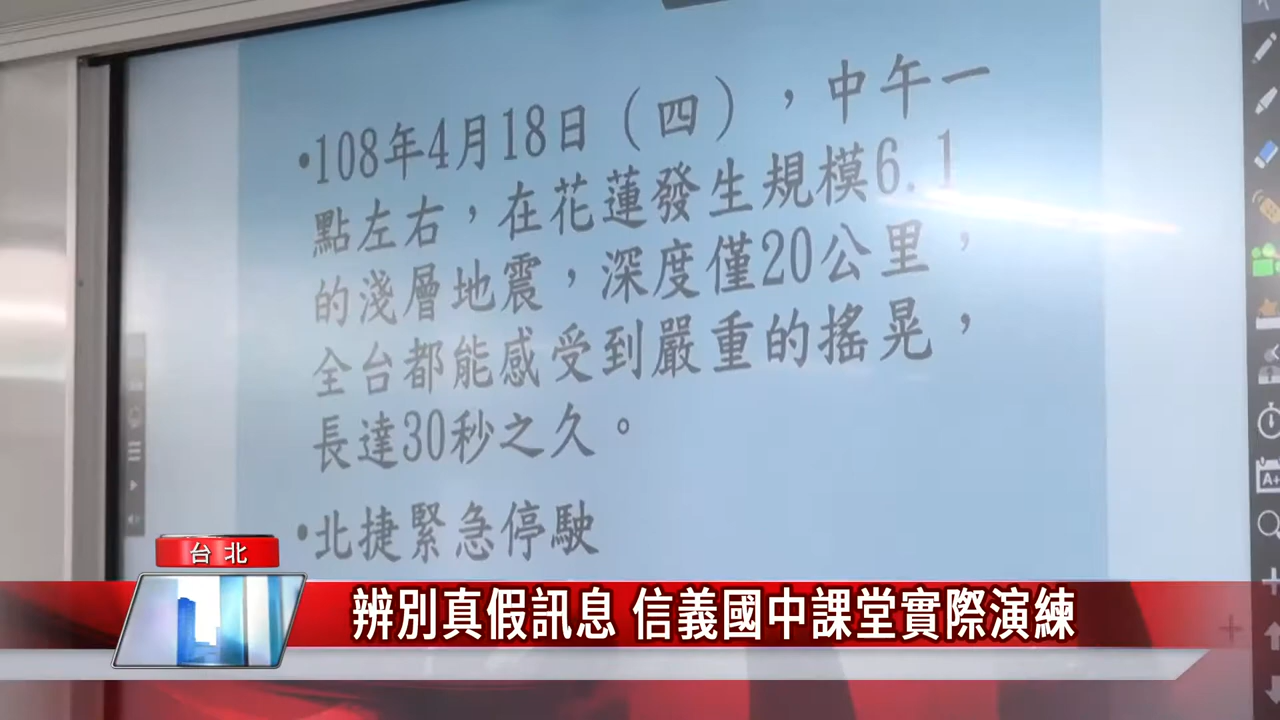 •108年4月18日（四），中午一
點左右，在花蓮發生規模6.1
的淺層地震，深度僅20公里，
全台都能感受到嚴重的搖晃，
長達30秒之久。
•北捷緊急停駛
台北
辨別真假訊息 信義國中課堂實際演練
A+